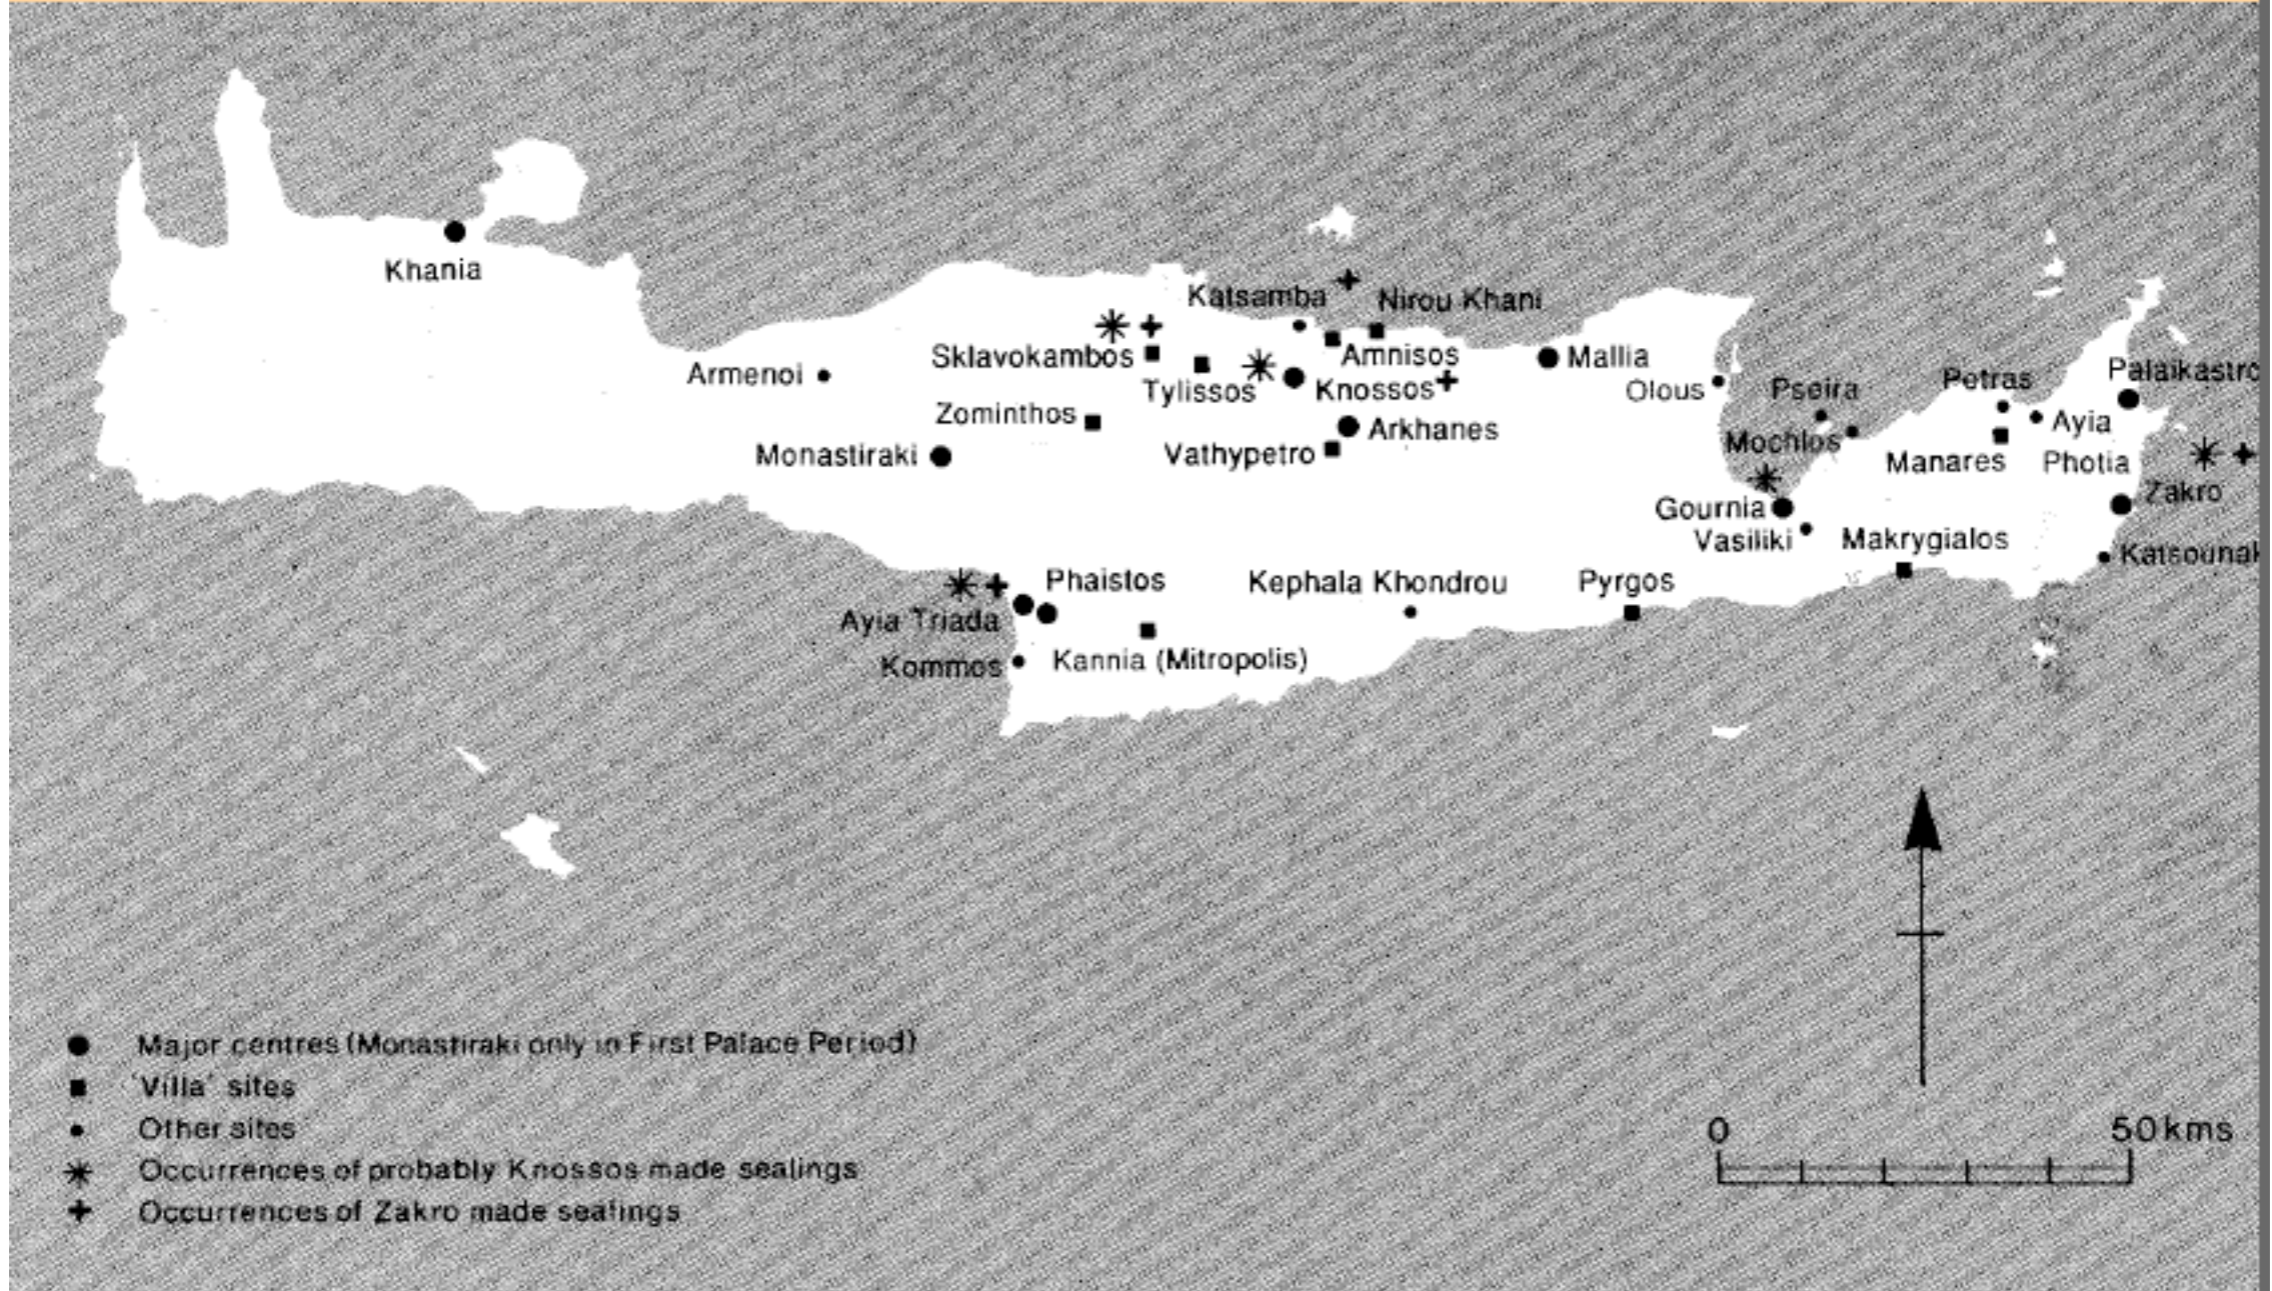 Khania
Katsamba
Nirou Khani
Sklavokambos
Amnisos
Mallia
Armenoi
Tylissos
Knossos
Olous
Pseira
Petras
Palaikastro
Zominthos
Arkhanes
Ayia
Photia
Mochlos
Monastiraki
Vathypetro
Manares
Zakro
Gournia
Vasiliki
Makrygialos
Phaistos
Kephala Khondrou
Pyrgos
Ayia Triada
Kommos
Kannia (Mitropolis)
Major centres (Monastiraki only in First Palace Period)
'Villa' sites
Other sites
Occurrences of probably Knossos made sealings
Occurrences of Zakro made sealings
0 50kms